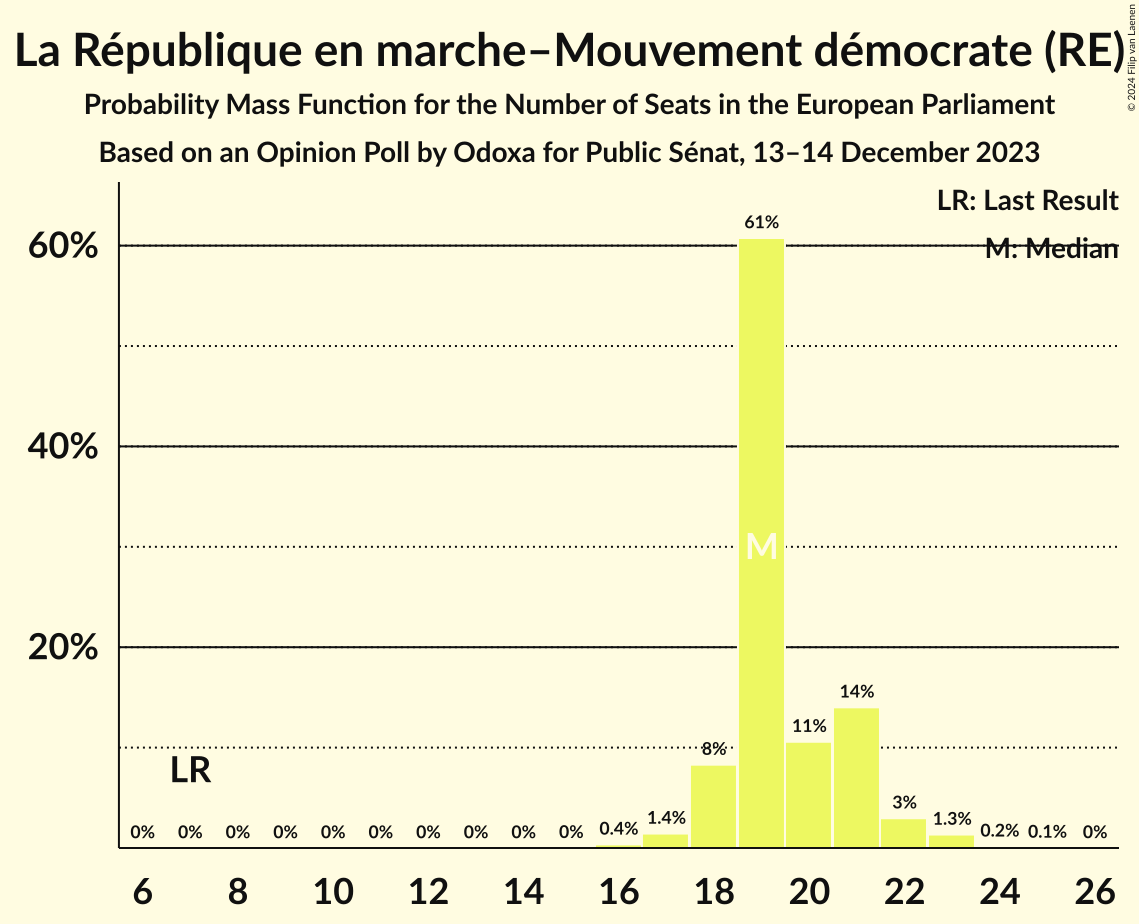 La République en marche–Mouvement démocrate (RE)
© 2024 Filip van Laenen
Probability Mass Function for the Number of Seats in the European Parliament
Based on an Opinion Poll by Odoxa for Public Sénat, 13–14 December 2023
LR: Last Result
M: Median
60%
40%
20%
61%
M
14%
11%
8%
LR
0% 0% 0% 0% 0% 0% 0% 0% 0% 0% 0.4% 1.4% 3% 1.3% 0.2% 0.1% 0%
6 8 10 12 14 16 18 20 22 24 26